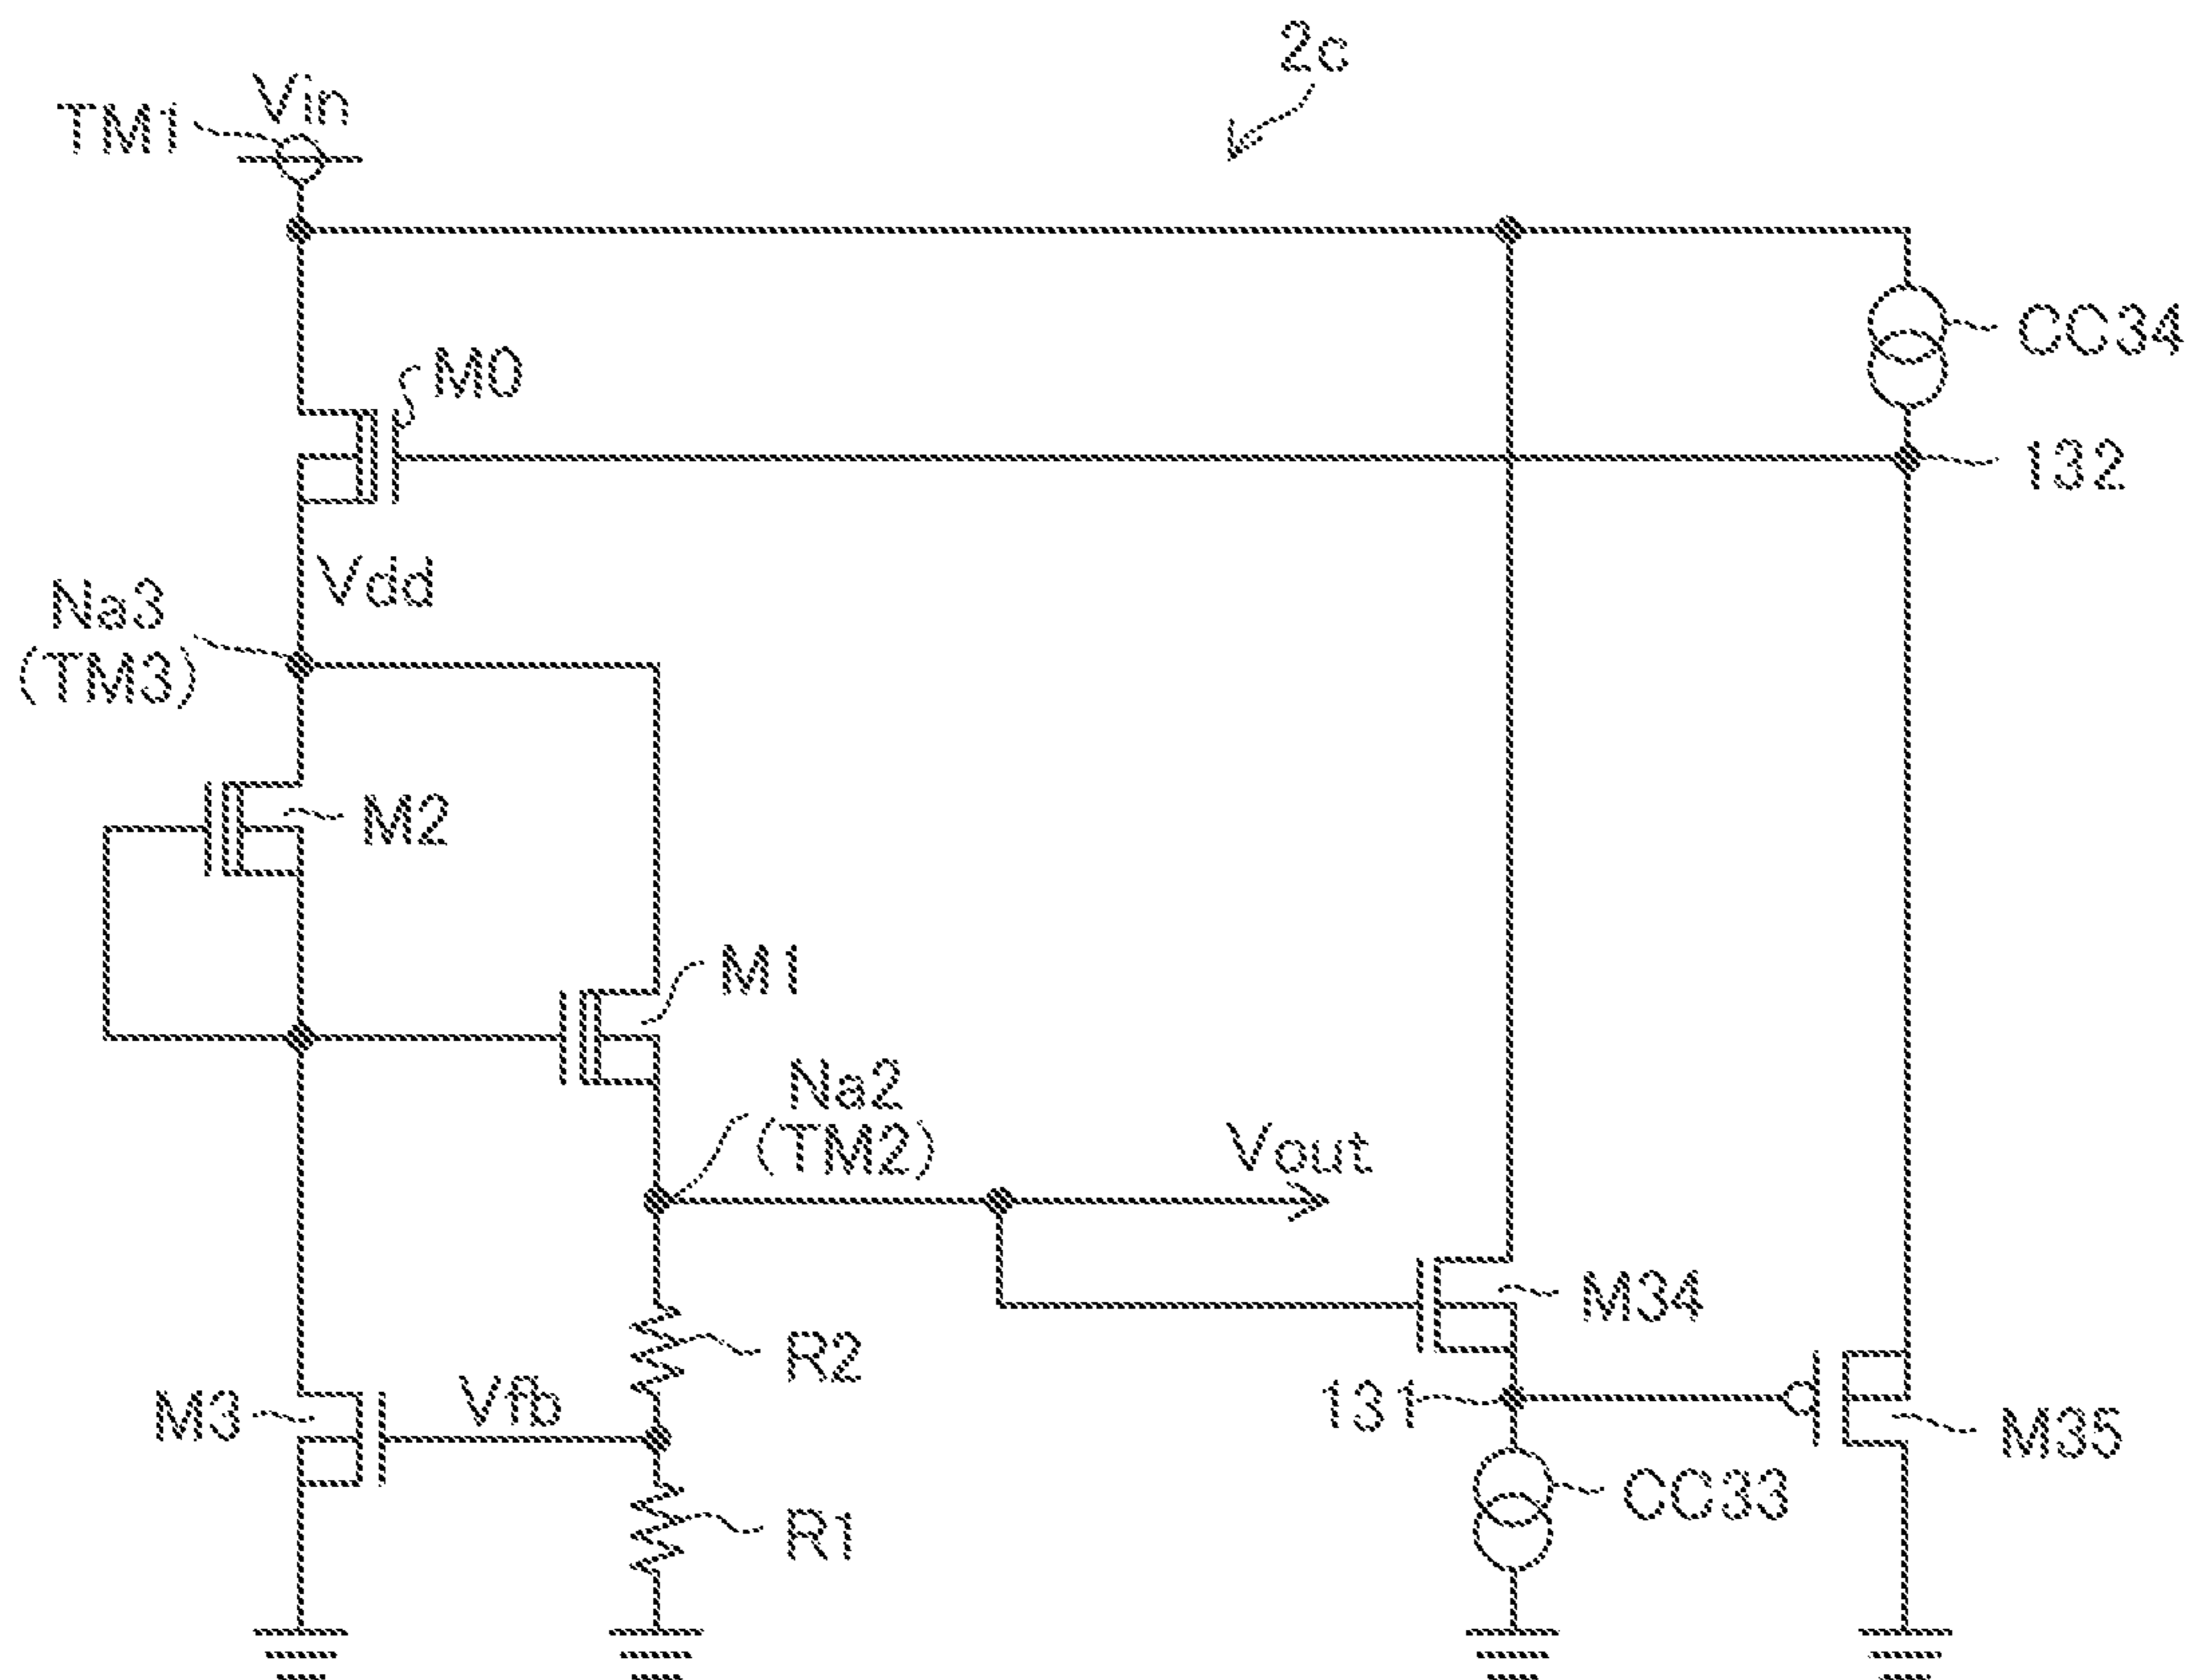 2c
Vin
TM1
CC34
M0
132
Vdd
Na3
(TM3)
M2
M1
Na2
(TM2)
Vout
M34
R2
Vfb
M3
131
M35
CC33
R1